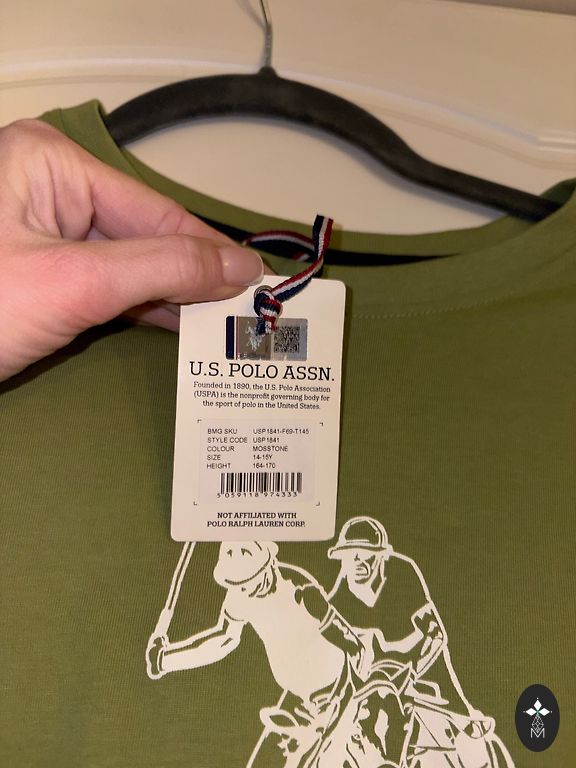 U.S. POLO ASSN.
Founded in 1890, the U.S. Polo Association
(USPA) is the nonprofit governing body for
the sport of polo in the United States.
BMG SKU USP1841-F69-T145
STYLE CODE USP1841
COLOUR MOSSTONE
SIZE 14-15Y
HEIGHT 164-170
5 059118 974333
NOT AFFILIATED WITH
POLO RALPH LAUREN CORP.
M